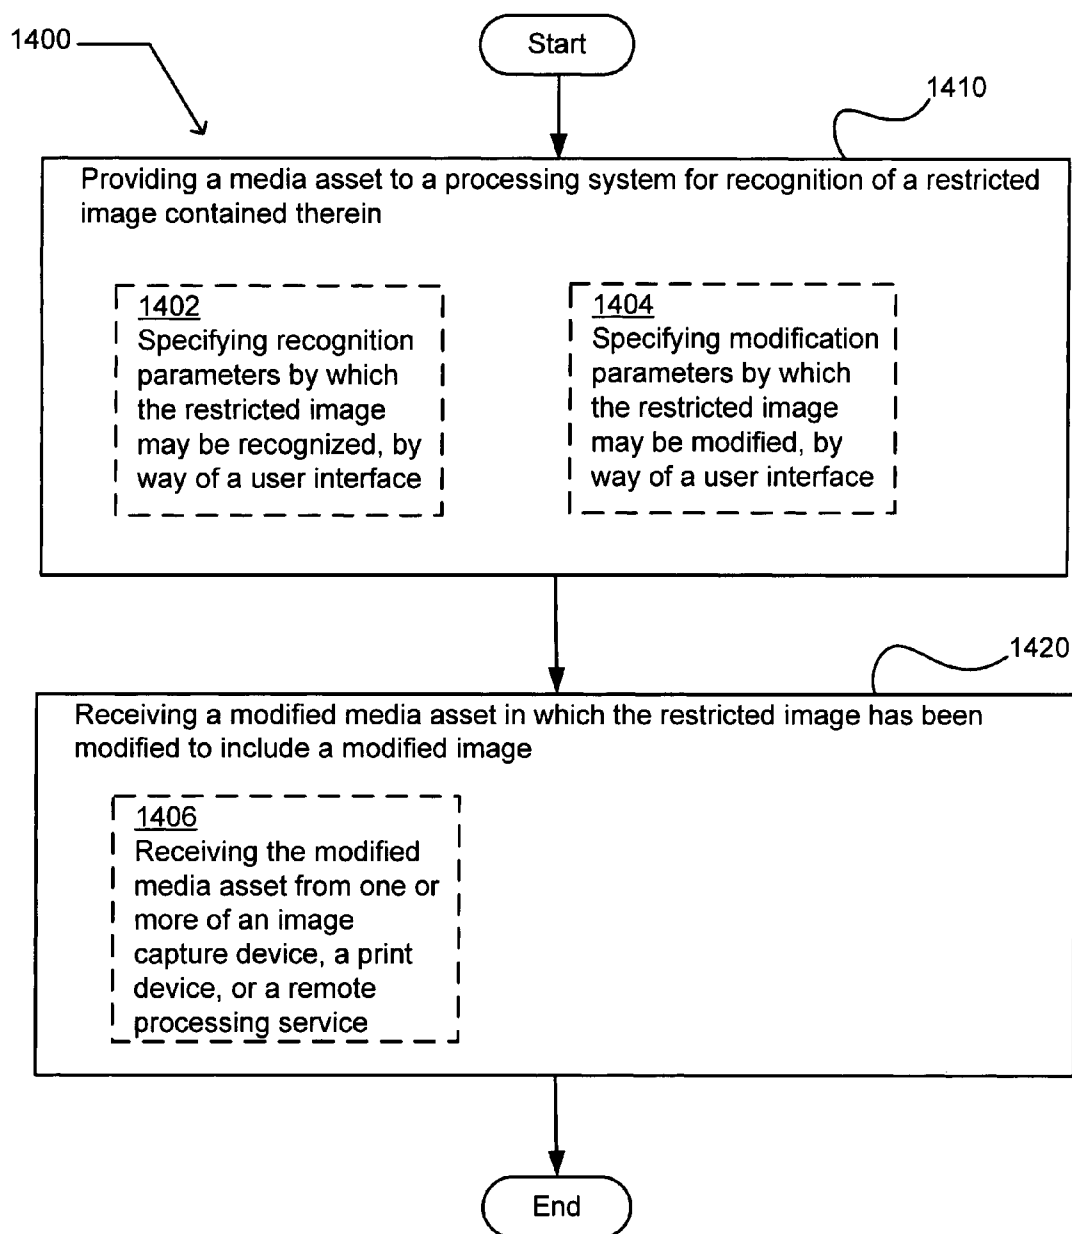 1400
Start
1410
Providing a media asset to a processing system for recognition of a restricted
image contained therein
1402
Specifying recognition
parameters by which
the restricted image
may be recognized, by
way of a user interface
1404
Specifying modification
parameters by which
the restricted image
may be modified, by
way of a user interface
1420
Receiving a modified media asset in which the restricted image has been
modified to include a modified image
1406
Receiving the modified
media asset from one or
more of an image
capture device, a print
device, or a remote
processing service
End